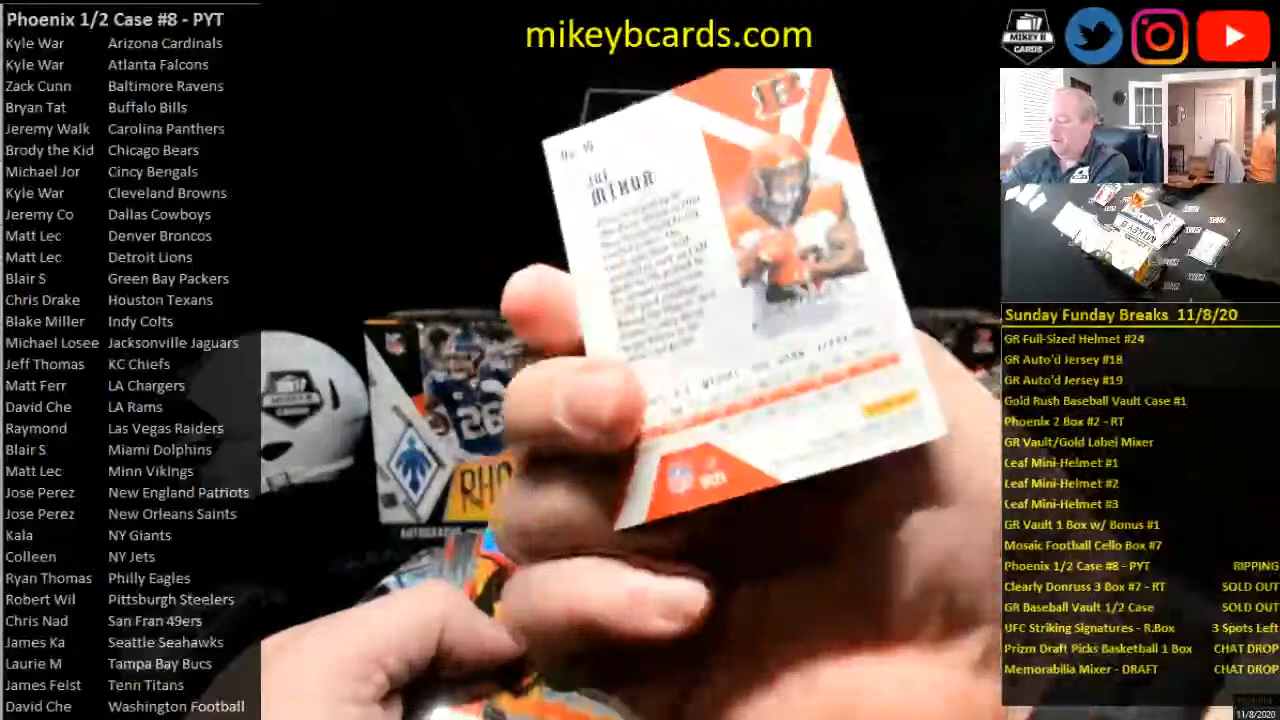 Phoenix 1/2 Case #8 - PYT
Kyle War Arizona Cardinals
Kyle War Atlanta Falcons
Zack Cunn Baltimore Ravens
Bryan Tat Buffalo Bills
Jeremy Walk Carolina Panthers
Brody the Kid Chicago Bears
Michael Jor Cincy Bengals
Kyle War Cleveland Browns
Jeremy Co Dallas Cowboys
Matt Lec Denver Broncos
Matt Lec Detroit Lions
Blair S Green Bay Packers
Chris Drake Houston Texans
Blake Miller Indy Colts
Michael Losee Jacksonville Jaguars
Jeff Thomas KC Chiefs
Matt Ferr LA Chargers
David Che LA Rams
Raymond Las Vegas Raiders
Blair S Miami Dolphins
Matt Lec Minn Vikings
Jose Perez New England Patriots
Jose Perez New Orleans Saints
Kala NY Giants
Colleen NY Jets
Ryan Thomas Philly Eagles
Robert Wil Pittsburgh Steelers
Chris Nad San Fran 49ers
James Ka Seattle Seahawks
Laurie M Tampa Bay Bucs
James Feist Tenn Titans
David Che Washington Football
mikeybcards.com
JOE
MIXON
26
RHO
AUTOGRAPHS
MIKEY B
CARDS
Sunday Funday Breaks 11/8/20
GR Full-Sized Helmet #24
GR Auto'd Jersey #18
GR Auto'd Jersey #19
Gold Rush Baseball Vault Case #1
Phoenix 2 Box #2 - RT
GR Vault/Gold Label Mixer
Leaf Mini-Helmet #1
Leaf Mini-Helmet #2
Leaf Mini-Helmet #3
GR Vault 1 Box w/ Bonus #1
Mosaic Football Cello Box #7
Phoenix 1/2 Case #8 - PYT RIPPING
Clearly Donruss 3 Box #7 - RT SOLD OUT
GR Baseball Vault 1/2 Case SOLD OUT
UFC Striking Signatures - R.Box 3 Spots Left
Prizm Draft Picks Basketball 1 Box CHAT DROP
Memorabilia Mixer - DRAFT CHAT DROP
11/8/2020